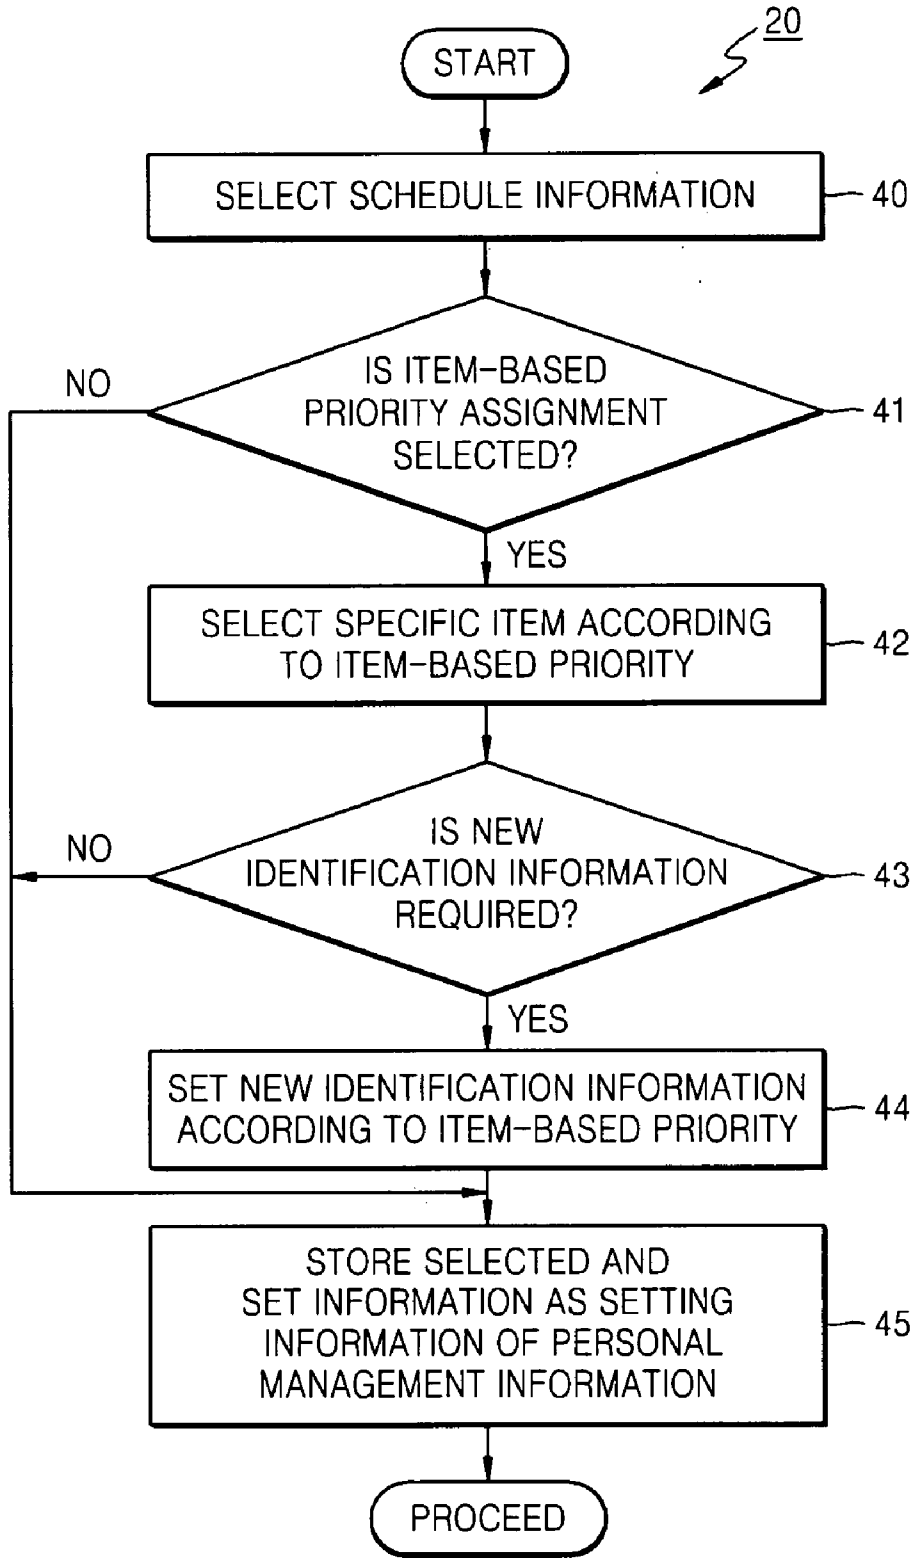 20
START
SELECT SCHEDULE INFORMATION
40
IS ITEM-BASED
PRIORITY ASSIGNMENT
SELECTED?
NO
41
YES
SELECT SPECIFIC ITEM ACCORDING
TO ITEM-BASED PRIORITY
42
IS NEW
IDENTIFICATION INFORMATION
REQUIRED?
NO
43
YES
SET NEW IDENTIFICATION INFORMATION
ACCORDING TO ITEM-BASED PRIORITY
44
STORE SELECTED AND
SET INFORMATION AS SETTING
INFORMATION OF PERSONAL
MANAGEMENT INFORMATION
45
PROCEED